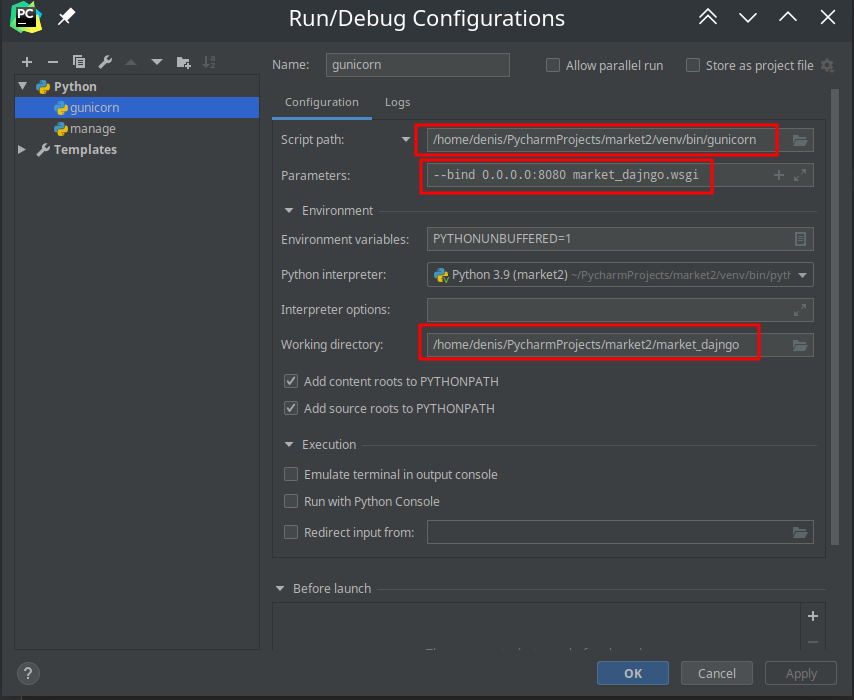 PC
Run/Debug Configurations
Name: gunicorn
Allow parallel run
Store as project file
Python
gunicorn
manage
Templates
Configuration
Logs
Script path: /home/denis/PycharmProjects/market2/venv/bin/gunicorn
Parameters: --bind 0.0.0.0:8080 market_dajngo.wsgi
Environment
Environment variables: PYTHONUNBUFFERED=1
Python interpreter: Python 3.9 (market2) ~/PycharmProjects/market2/venv/bin/pyth
Interpreter options:
Working directory: /home/denis/PycharmProjects/market2/market_dajngo
Add content roots to PYTHONPATH
Add source roots to PYTHONPATH
Execution
Emulate terminal in output console
Run with Python Console
Redirect input from:
Before launch
?
OK
Cancel
Apply